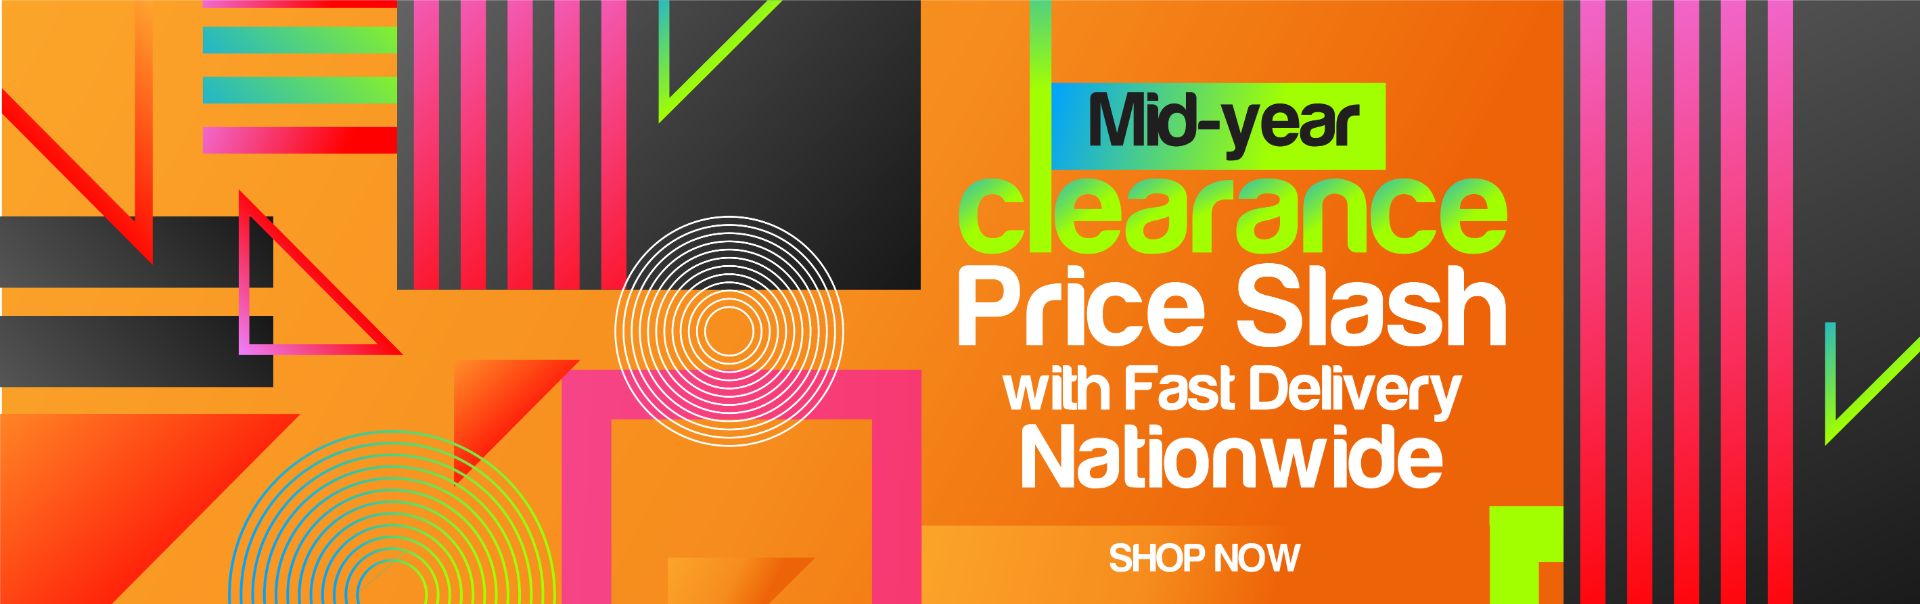 Mid-year
clearance
Price Slash
with Fast Delivery
Nationwide
SHOP NOW